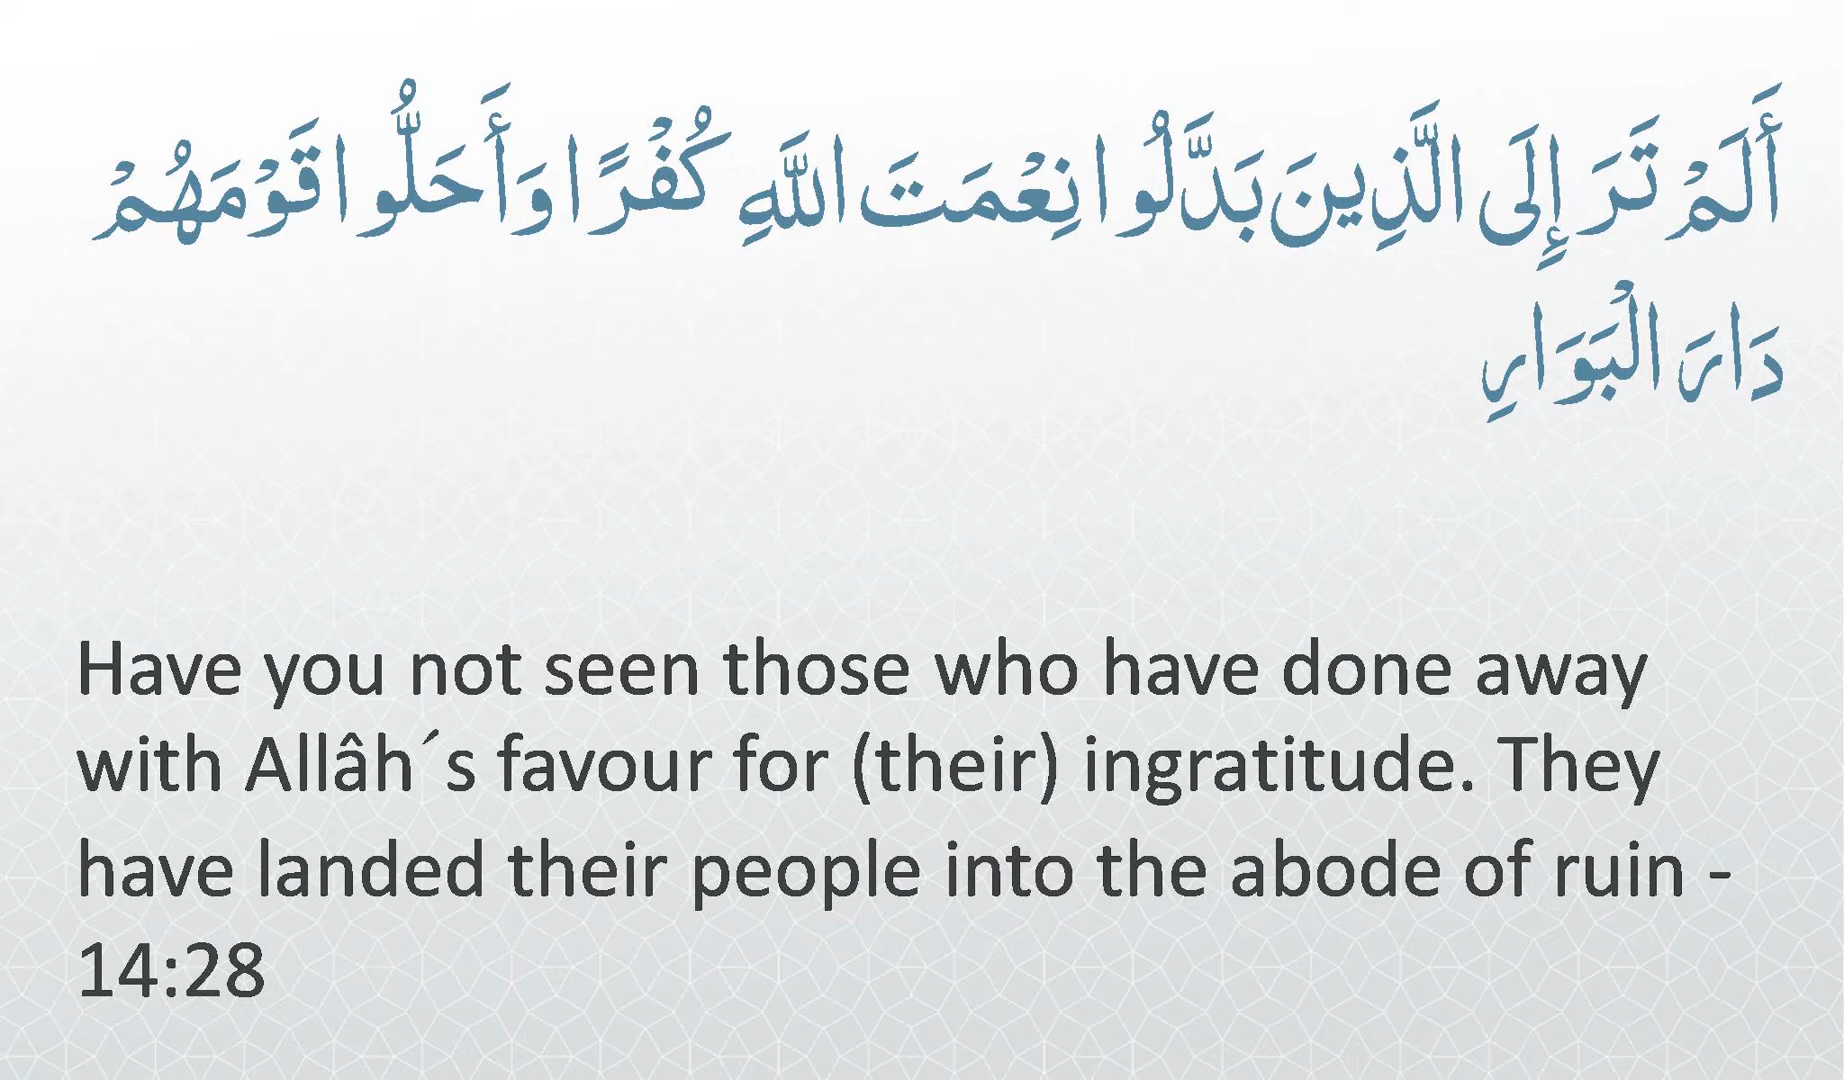 أَلَمْ تَرَ إِلَى الَّذِينَ بَدَّلُوا نِعْمَتَ اللَّهِ كُفْرًا وَأَحَلُّوا قَوْمَهُمْ
دَارَ الْبَوَارِ
Have you not seen those who have done away
with Allâh´s favour for (their) ingratitude. They
have landed their people into the abode of ruin -
14:28